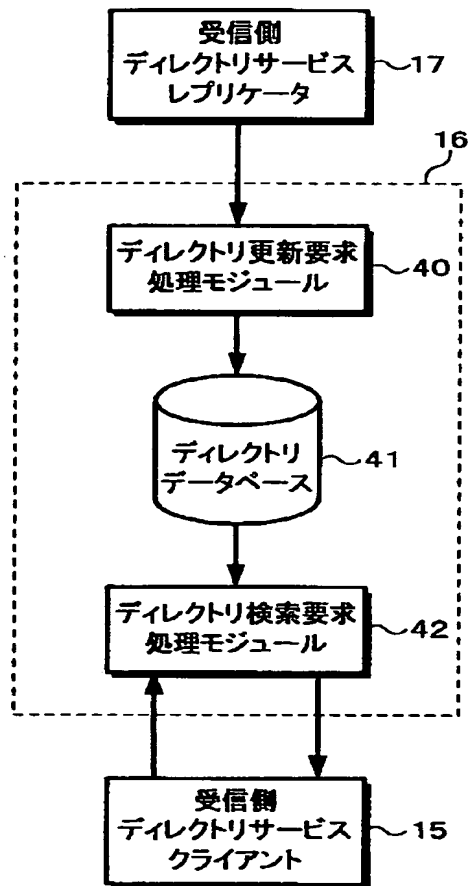 受信側
ディレクトリサービス
レプリケータ
17
16
ディレクトリ更新要求
処理モジュール
40
ディレクトリ
データベース
41
ディレクトリ検索要求
処理モジュール
42
受信側
ディレクトリサービス
クライアント
15